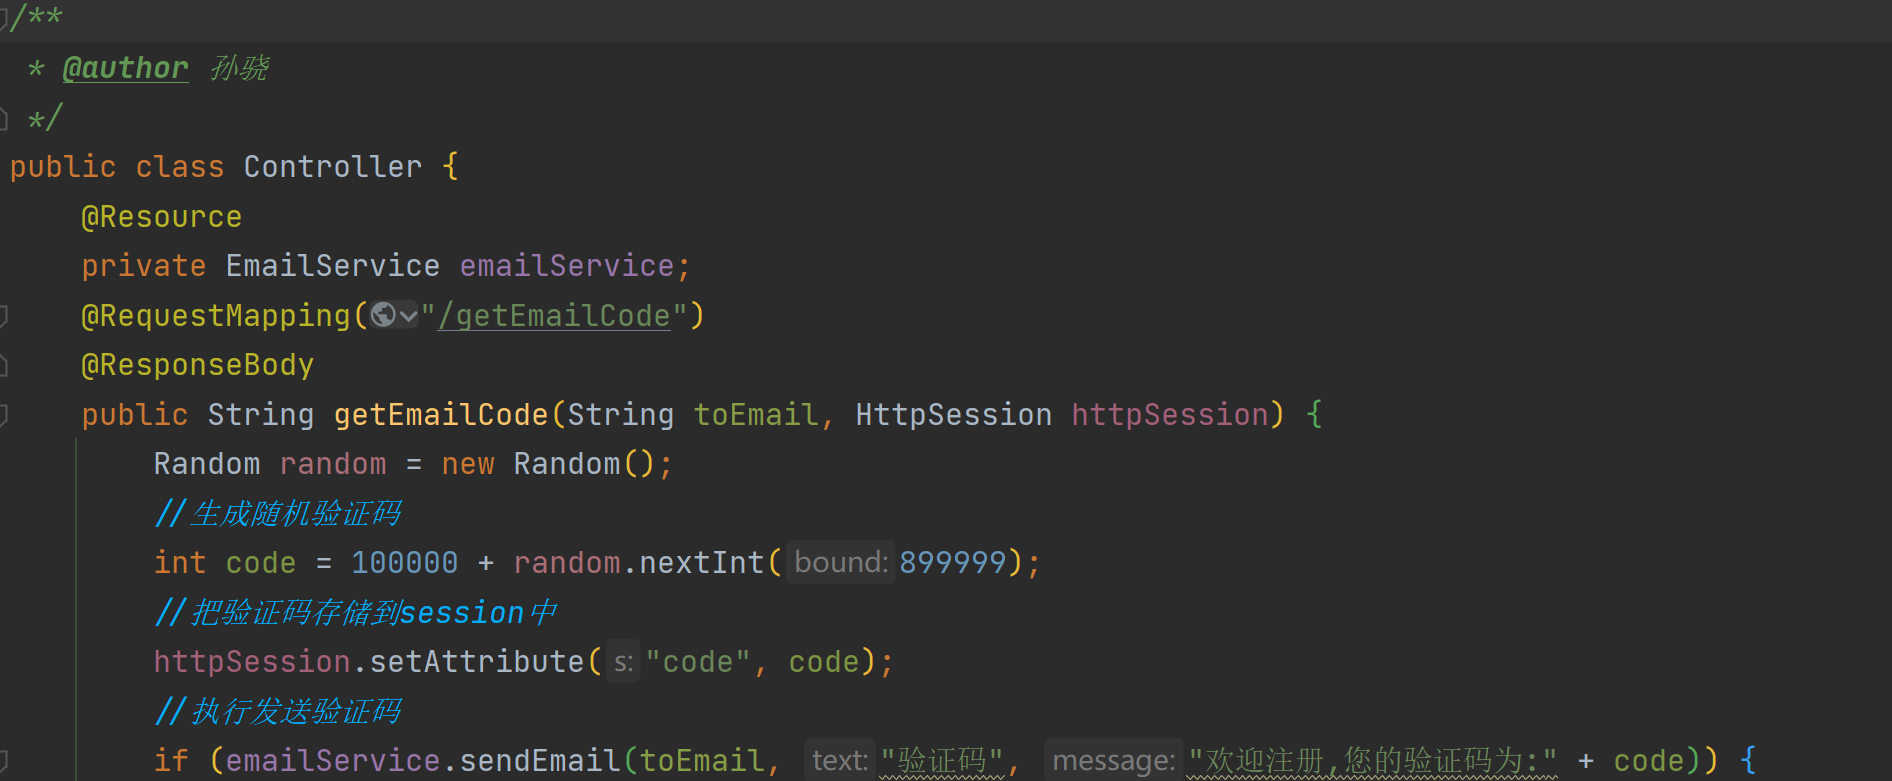 /**
 * @author 孙骁
 */
public class Controller {
    @Resource
    private EmailService emailService;
    @RequestMapping("/getEmailCode")
    @ResponseBody
    public String getEmailCode(String toEmail, HttpSession httpSession) {
        Random random = new Random();
        //生成随机验证码
        int code = 100000 + random.nextInt( bound: 899999);
        //把验证码存储到session中
        httpSession.setAttribute( s: "code", code);
        //执行发送验证码
        if (emailService.sendEmail(toEmail, text: "验证码", message: "欢迎注册,您的验证码为:" + code)) {